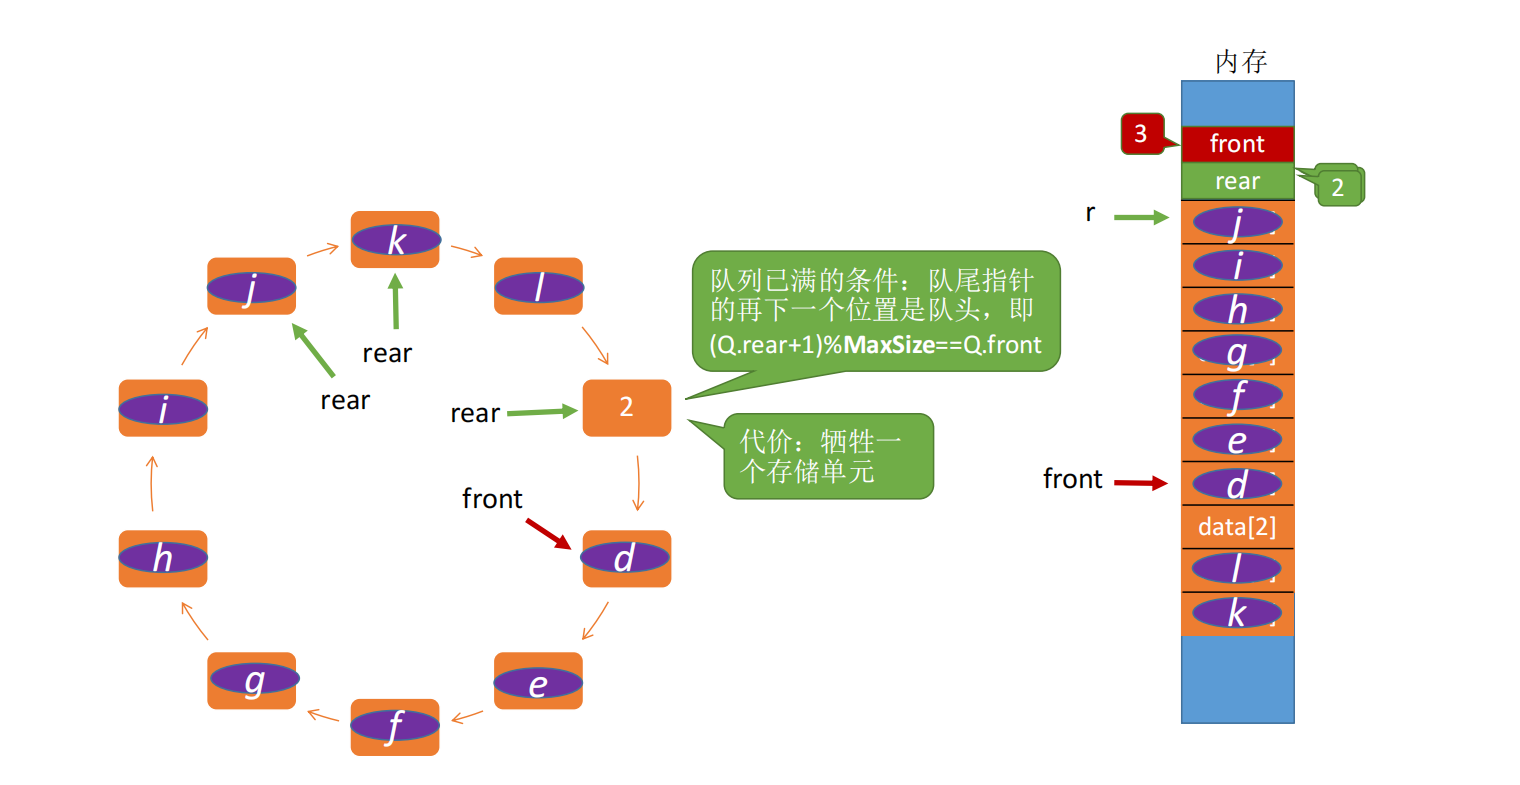 内存
3
front
rear
2
r
j
i
h
g
f
e
front
d
data[2]
l
k
k
j
l
rear
rear
i
rear
2
队列已满的条件：队尾指针
的再下一个位置是队头，即
(Q.rear+1)%MaxSize==Q.front
代价：牺牲一
个存储单元
front
h
d
g
e
f